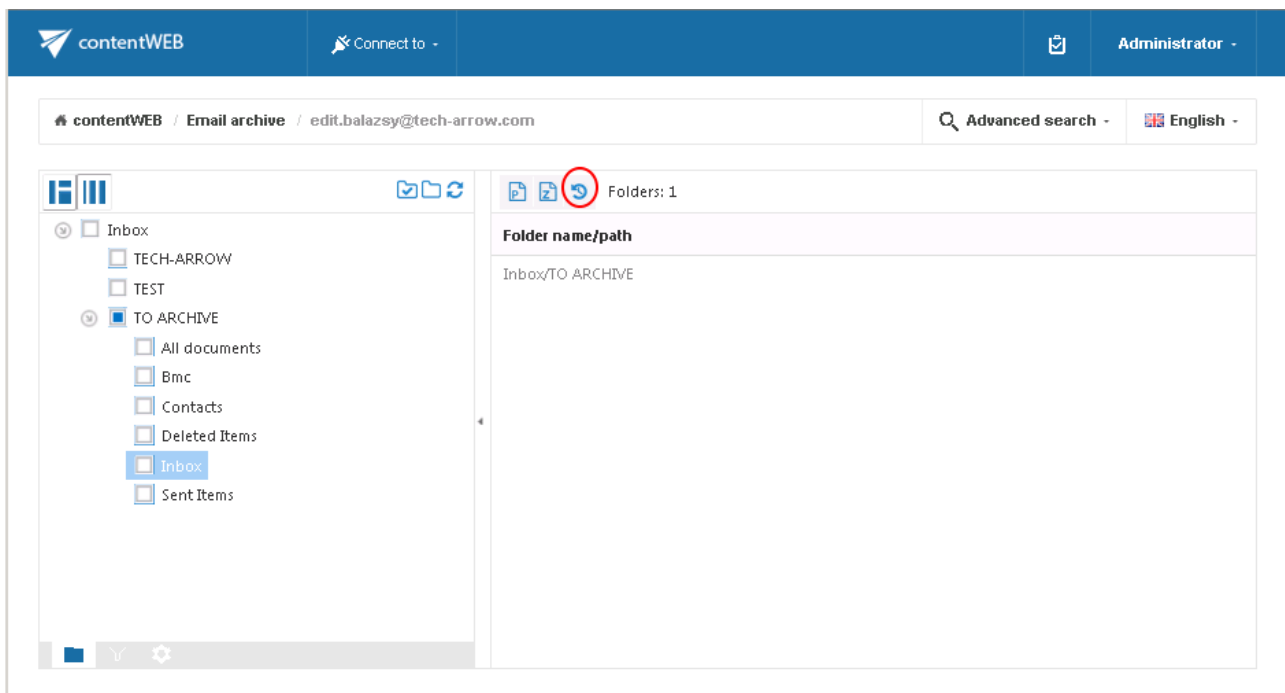 contentWEB Connect to Administrator
contentWEB / Email archive / edit.balazsy@tech-arrow.com Advanced search English
P Z Folders: 1
Inbox
Folder name/path
TECH-ARROW
Inbox/TO ARCHIVE
TEST
TO ARCHIVE
All documents
Bmc
Contacts
Deleted Items
Inbox
Sent Items